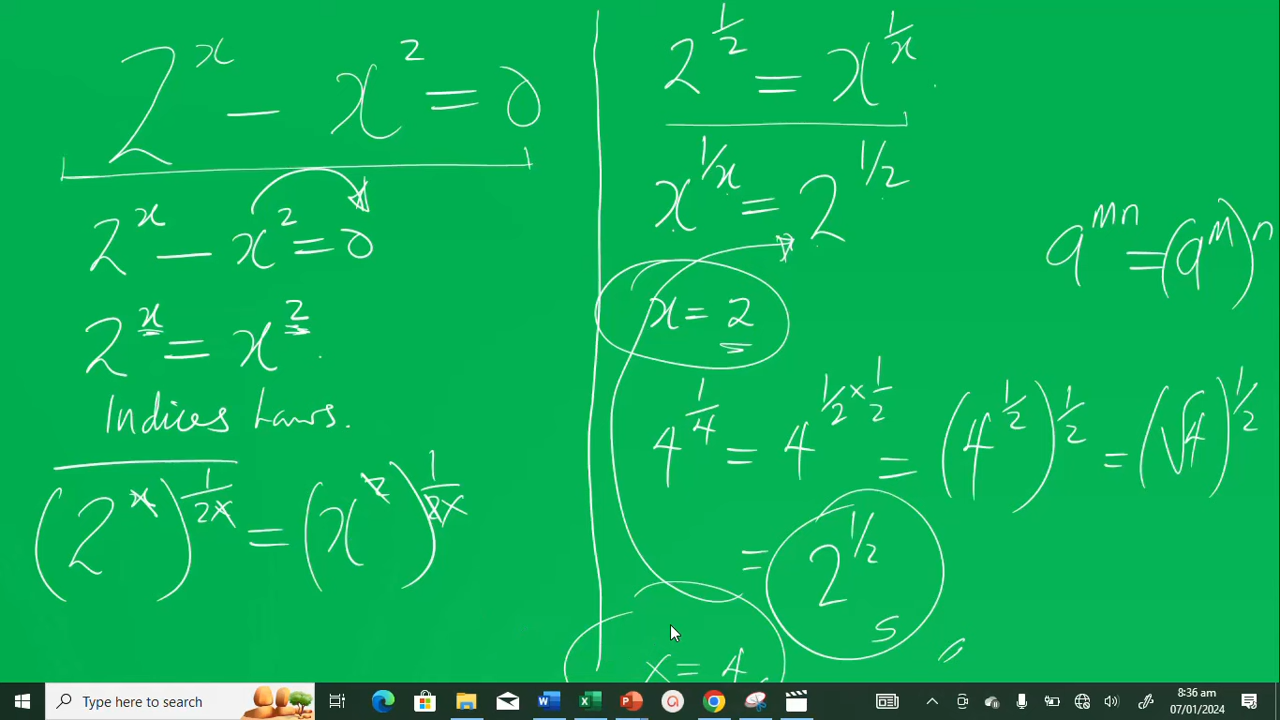 2^x - x^2 = 0
2^x - x^2 = 0
2^x = x^2.
Indices Laws.
(2^x)^(1/2x) = (x^2)^(1/2x)
2^(1/2) = x^(1/x)
x^(1/x) = 2^(1/2)
x = 2
4^(1/4) = 4^(1/2 × 1/2) = (4^(1/2))^(1/2) = (√4)^(1/2)
= 2^(1/2)
x = 4
a^(mn) = (a^m)^n
Type here to search
8:36 am
07/01/2024